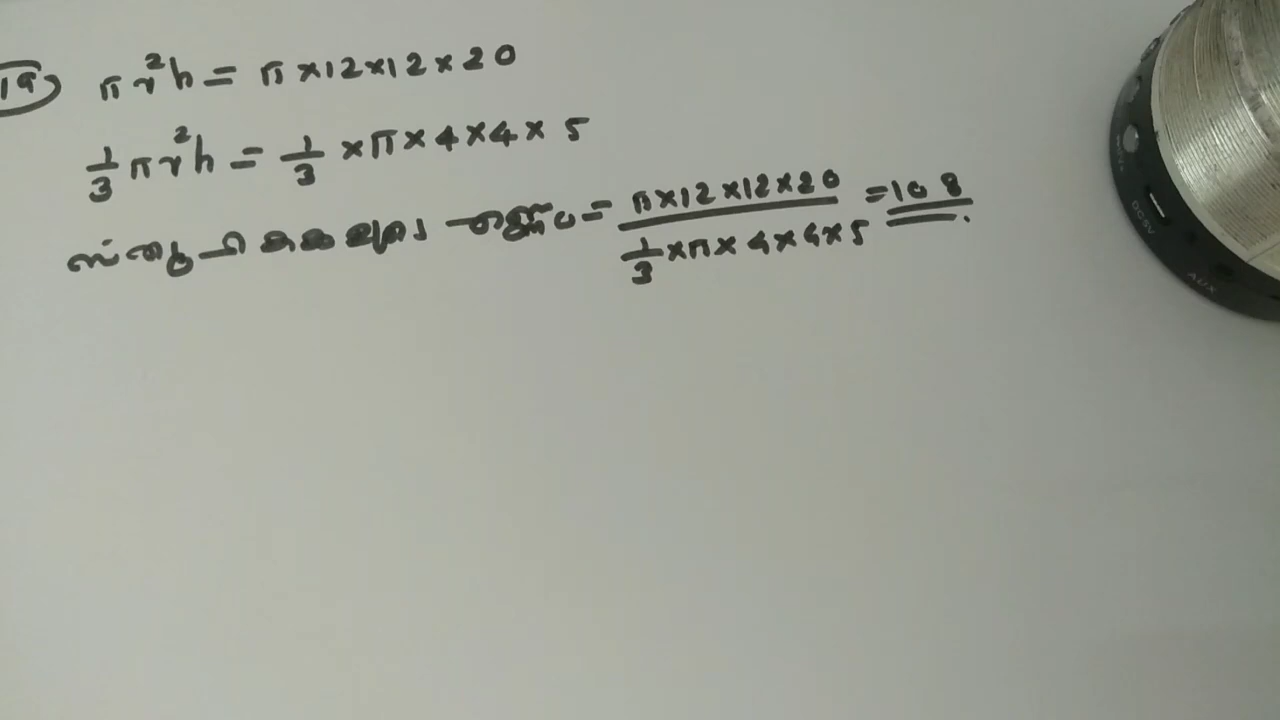 19) πr²h = π×12×12×20
1/3 πr²h = 1/3 ×π×4×4×5
സ്തൂപികകളുടെ എണ്ണം = π×12×12×20 / 1/3×π×4×4×5 = 108.
DC5V
AUX